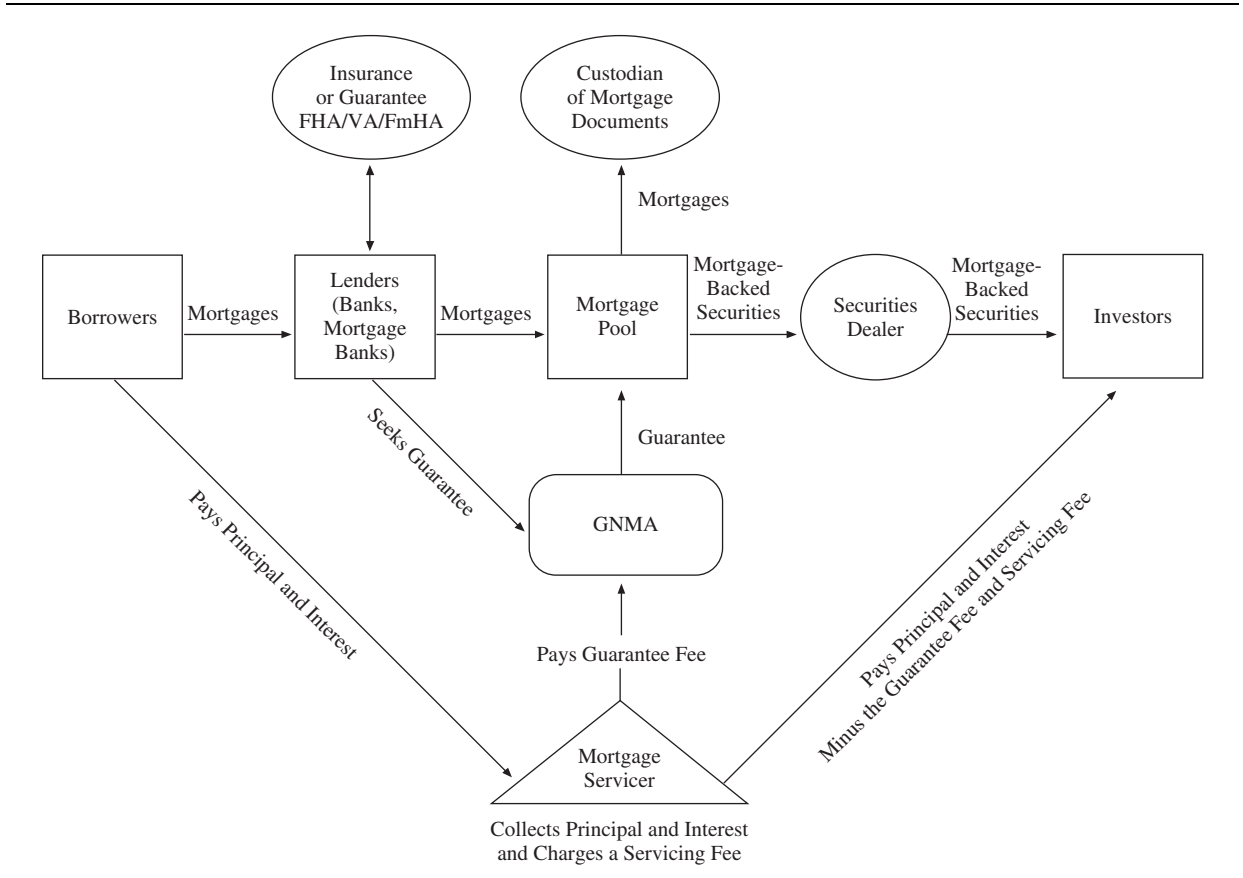 Insurance
or Guarantee
FHA/VA/FmHA
Custodian
of Mortgage
Documents
Mortgages
Borrowers
Mortgages
Lenders
(Banks,
Mortgage
Banks)
Mortgages
Mortgage
Pool
Mortgage-
Backed
Securities
Securities
Dealer
Mortgage-
Backed
Securities
Investors
Seeks Guarantee
Guarantee
GNMA
Pays Principal and Interest
Pays Guarantee Fee
Pays Principal and Interest
Minus the Guarantee Fee and Servicing Fee
Mortgage
Servicer
Collects Principal and Interest
and Charges a Servicing Fee